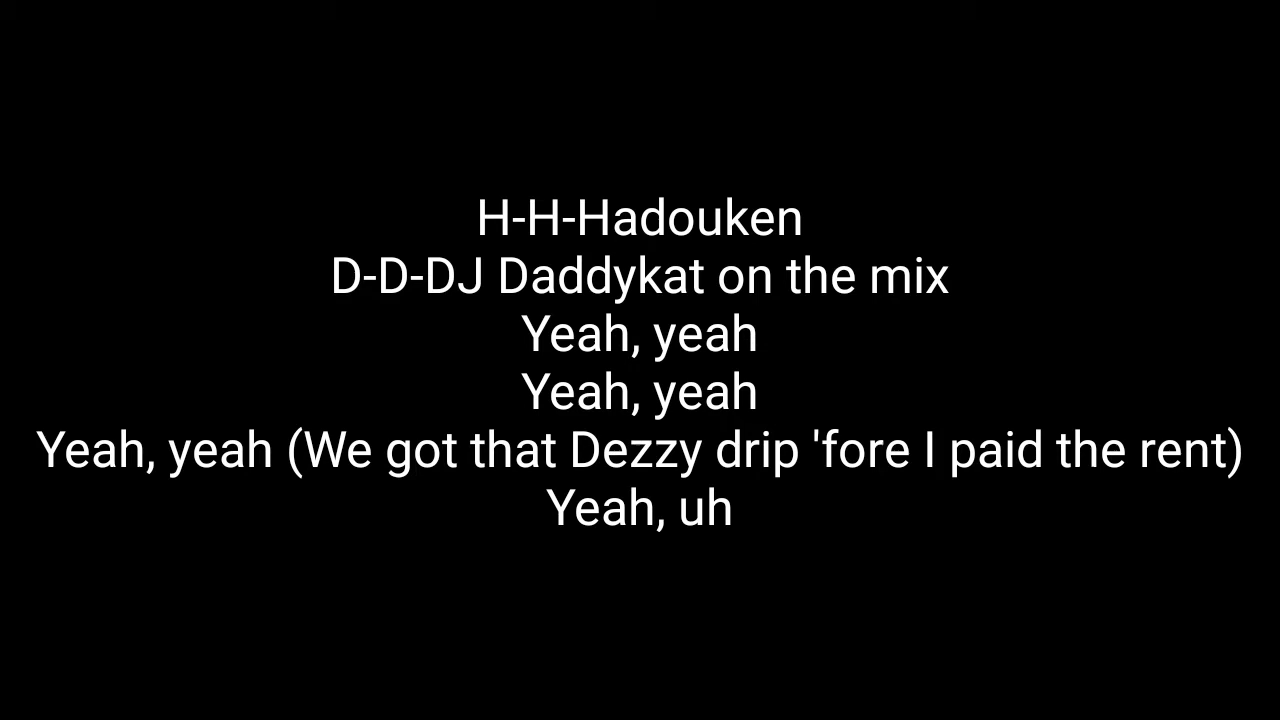 H-H-Hadouken
D-D-DJ Daddykat on the mix
Yeah, yeah
Yeah, yeah
Yeah, yeah (We got that Dezzy drip 'fore I paid the rent)
Yeah, uh